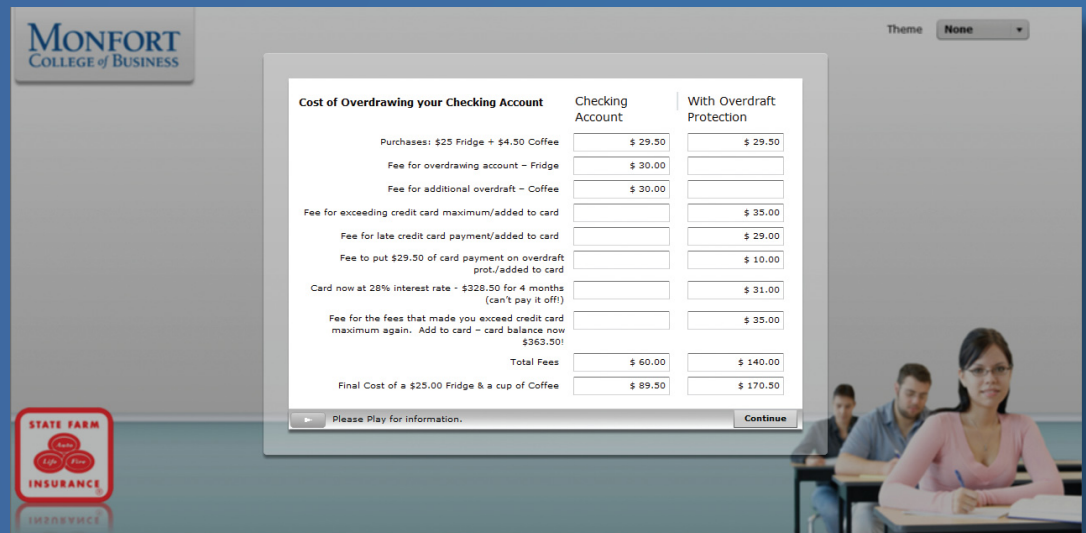 MONFORT
COLLEGE of BUSINESS
Theme None
Cost of Overdrawing your Checking Account
Checking Account
With Overdraft Protection
Purchases: $25 Fridge + $4.50 Coffee $ 29.50 $ 29.50
Fee for overdrawing account – Fridge $ 30.00
Fee for additional overdraft – Coffee $ 30.00
Fee for exceeding credit card maximum/added to card $ 35.00
Fee for late credit card payment/added to card $ 29.00
Fee to put $29.50 of card payment on overdraft
prot./added to card $ 10.00
Card now at 28% interest rate - $328.50 for 4 months
(can't pay it off!) $ 31.00
Fee for the fees that made you exceed credit card
maximum again. Add to card – card balance now
$363.50! $ 35.00
Total Fees $ 60.00 $ 140.00
Final Cost of a $25.00 Fridge & a cup of Coffee $ 89.50 $ 170.50
Please Play for information.
Continue
STATE FARM
Auto
Life Fire
INSURANCE